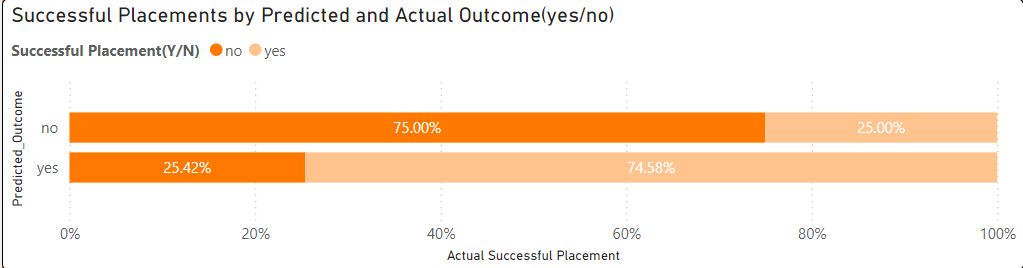 Successful Placements by Predicted and Actual Outcome(yes/no)
Successful Placement(Y/N) no yes
Predicted_Outcome
no 75.00% 25.00%
yes 25.42% 74.58%
0% 20% 40% 60% 80% 100%
Actual Successful Placement